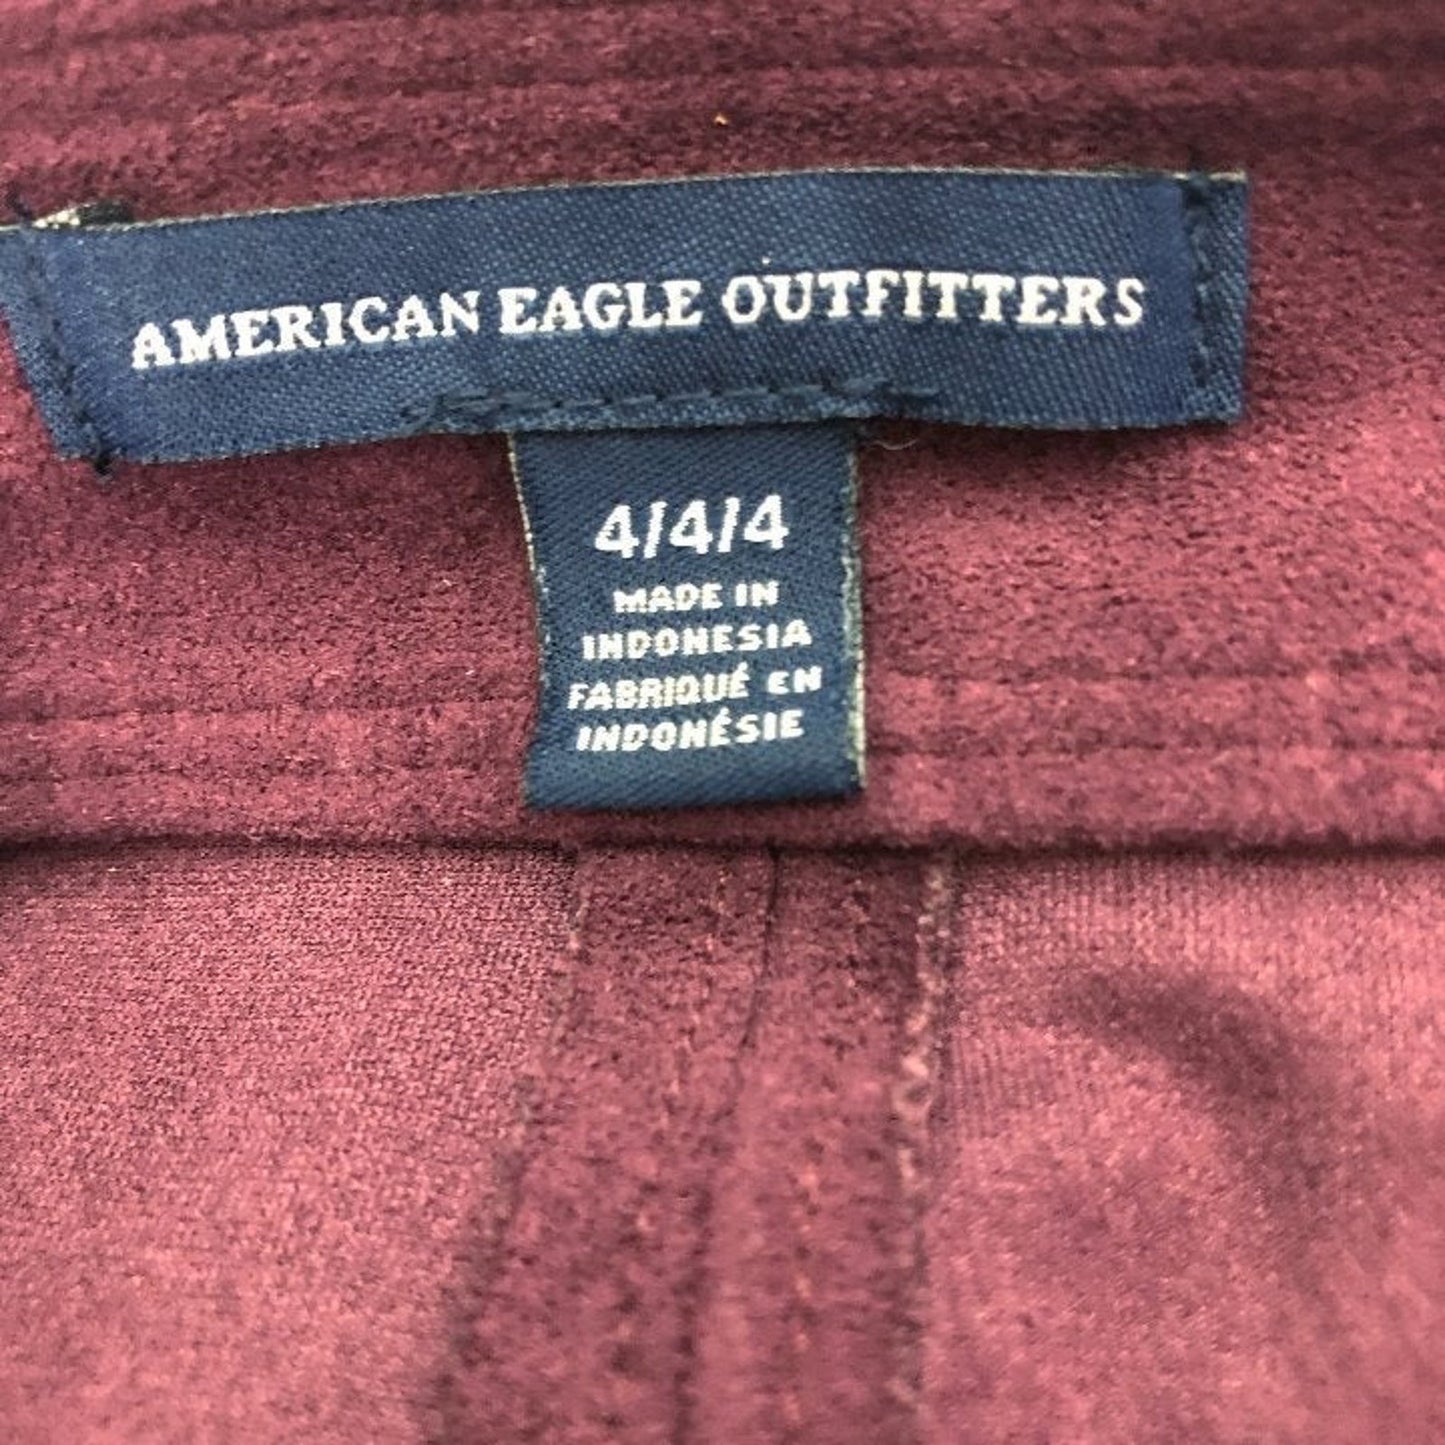 AMERICAN EAGLE OUTFITTERS
4/4/4
MADE IN
INDONESIA
FABRIQUÉ EN
INDONÉSIE